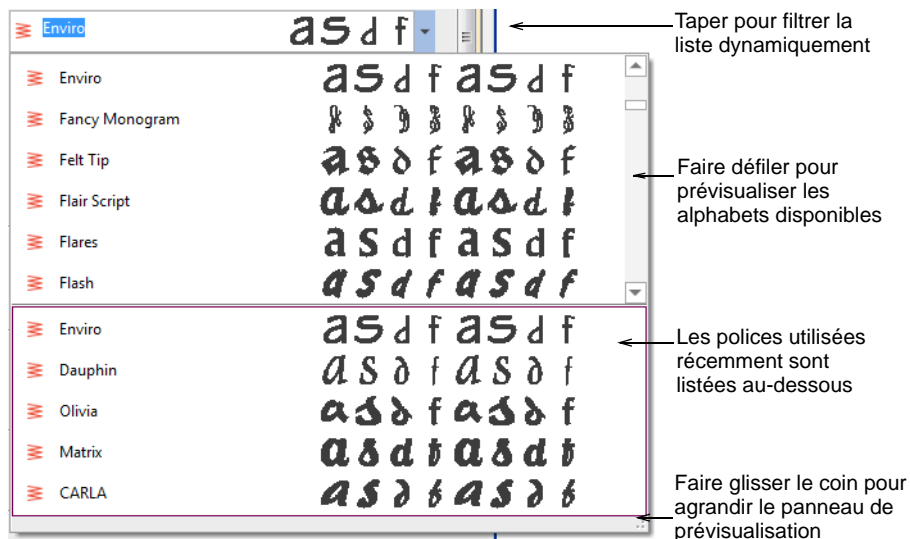 Enviro asdf
Taper pour filtrer la
liste dynamiquement
Enviro asdfasdf
Fancy Monogram asdfasdf
Felt Tip asdfasdf
Flair Script asdfasdf
Flares asdfasdf
Flash asdfasdf
Faire défiler pour
prévisualiser les
alphabets disponibles
Enviro asdfasdf
Dauphin asdfasdf
Olivia asdfasdf
Matrix asdfasdf
CARLA asdfasdf
Les polices utilisées
récemment sont
listées au-dessous
Faire glisser le coin pour
agrandir le panneau de
prévisualisation